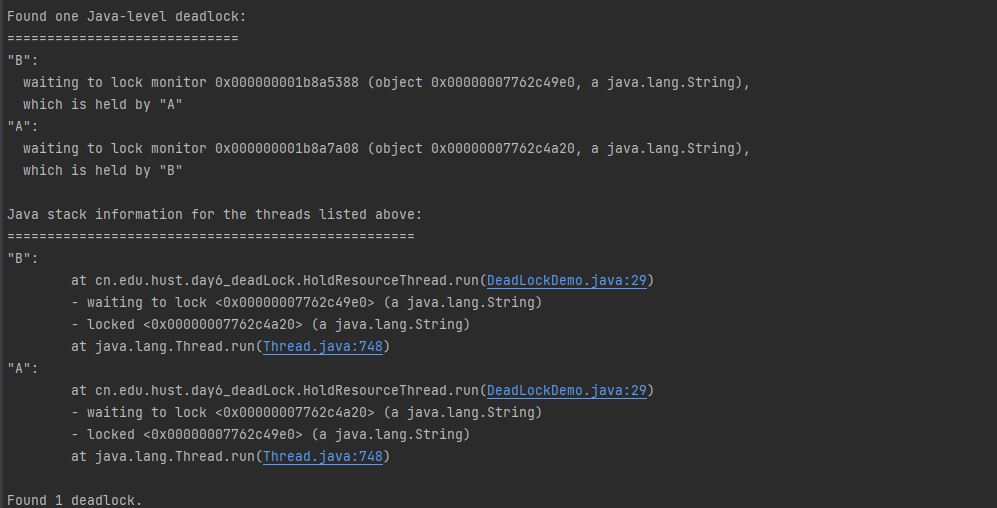 Found one Java-level deadlock:
=============================
"B":
  waiting to lock monitor 0x000000001b8a5388 (object 0x00000007762c49e0, a java.lang.String),
  which is held by "A"
"A":
  waiting to lock monitor 0x000000001b8a7a08 (object 0x00000007762c4a20, a java.lang.String),
  which is held by "B"
Java stack information for the threads listed above:
===================================================
"B":
        at cn.edu.hust.day6_deadLock.HoldResourceThread.run(DeadLockDemo.java:29)
        - waiting to lock <0x00000007762c49e0> (a java.lang.String)
        - locked <0x00000007762c4a20> (a java.lang.String)
        at java.lang.Thread.run(Thread.java:748)
"A":
        at cn.edu.hust.day6_deadLock.HoldResourceThread.run(DeadLockDemo.java:29)
        - waiting to lock <0x00000007762c4a20> (a java.lang.String)
        - locked <0x00000007762c49e0> (a java.lang.String)
        at java.lang.Thread.run(Thread.java:748)
Found 1 deadlock.